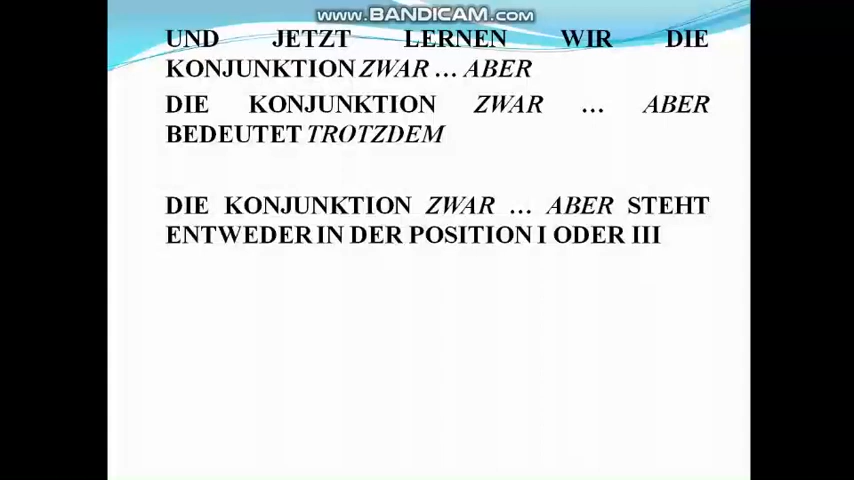 www.BANDICAM.com
UND JETZT LERNEN WIR DIE
KONJUNKTION ZWAR … ABER
DIE KONJUNKTION ZWAR … ABER
BEDEUTET TROTZDEM
DIE KONJUNKTION ZWAR … ABER STEHT
ENTWEDER IN DER POSITION I ODER III